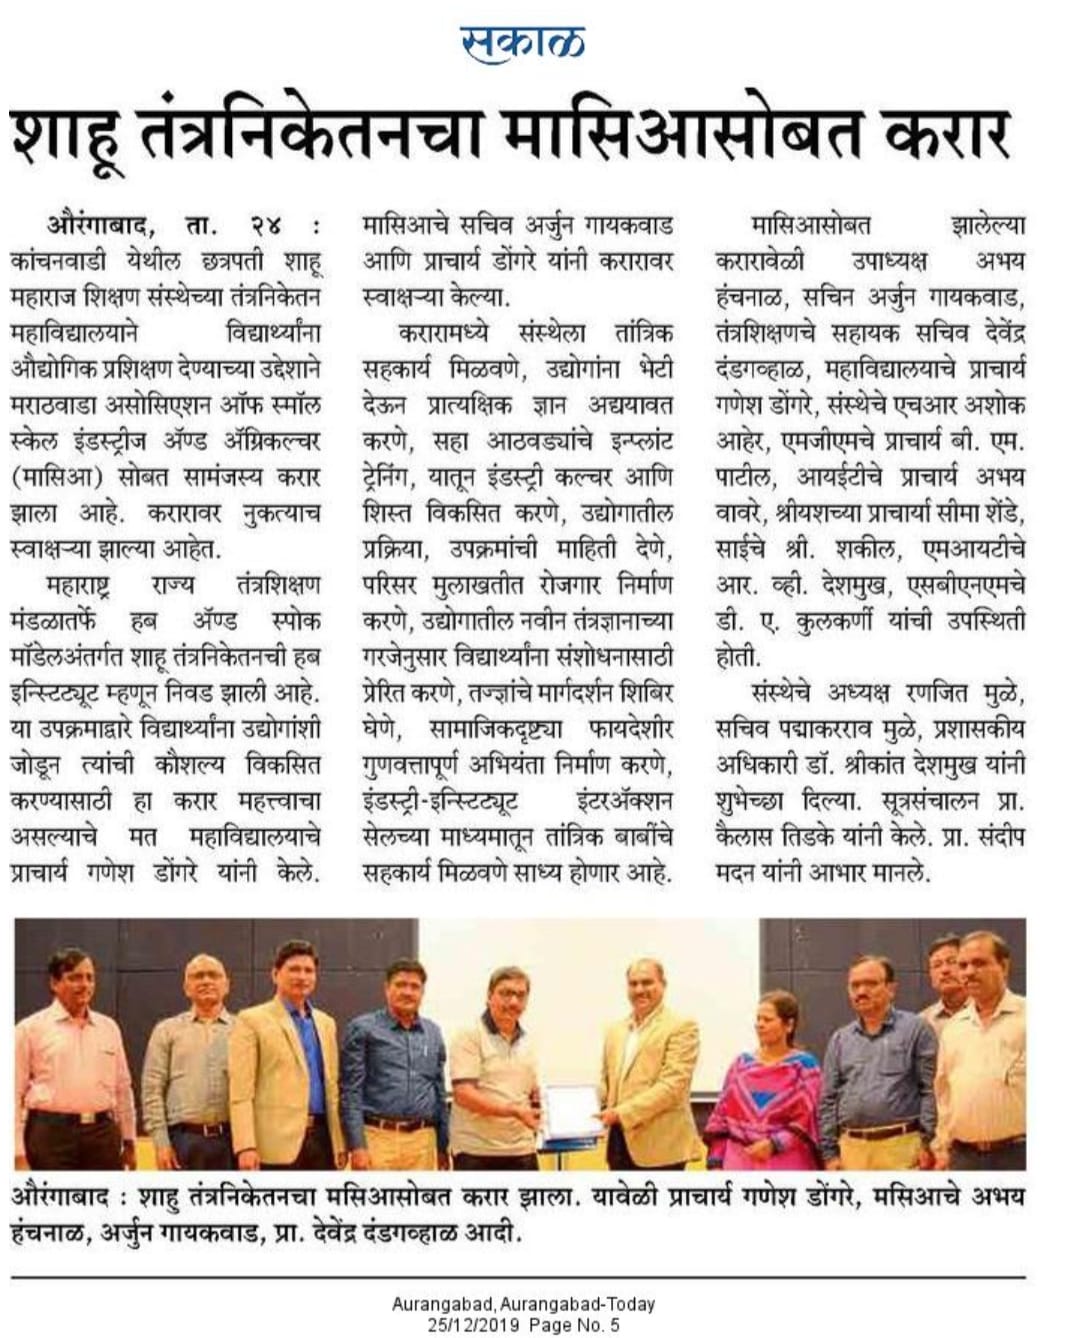 सकाळ
शाहू तंत्रनिकेतनचा मासिआसोबत करार
औरंगाबाद, ता. २४ :
कांचनवाडी येथील छत्रपती शाहू
महाराज शिक्षण संस्थेच्या तंत्रनिकेतन
महाविद्यालयाने विद्यार्थ्यांना
औद्योगिक प्रशिक्षण देण्याच्या उद्देशाने
मराठवाडा असोसिएशन ऑफ स्मॉल
स्केल इंडस्ट्रीज ॲण्ड ॲग्रिकल्चर
(मासिआ) सोबत सामंजस्य करार
झाला आहे. करारावर नुकत्याच
स्वाक्षऱ्या झाल्या आहेत.
महाराष्ट्र राज्य तंत्रशिक्षण
मंडळातर्फे हब ॲण्ड स्पोक
मॉडेलअंतर्गत शाहू तंत्रनिकेतनची हब
इन्स्टिट्यूट म्हणून निवड झाली आहे.
या उपक्रमाद्वारे विद्यार्थ्यांना उद्योगांशी
जोडून त्यांची कौशल्य विकसित
करण्यासाठी हा करार महत्त्वाचा
असल्याचे मत महाविद्यालयाचे
प्राचार्य गणेश डोंगरे यांनी केले.
मासिआचे सचिव अर्जुन गायकवाड
आणि प्राचार्य डोंगरे यांनी करारावर
स्वाक्षऱ्या केल्या.
करारामध्ये संस्थेला तांत्रिक
सहकार्य मिळवणे, उद्योगांना भेटी
देऊन प्रात्यक्षिक ज्ञान अद्ययावत
करणे, सहा आठवड्यांचे इन्प्लांट
ट्रेनिंग, यातून इंडस्ट्री कल्चर आणि
शिस्त विकसित करणे, उद्योगातील
प्रक्रिया, उपक्रमांची माहिती देणे,
परिसर मुलाखतीत रोजगार निर्माण
करणे, उद्योगातील नवीन तंत्रज्ञानाच्या
गरजेनुसार विद्यार्थ्यांना संशोधनासाठी
प्रेरित करणे, तज्ज्ञांचे मार्गदर्शन शिबिर
घेणे, सामाजिकदृष्ट्या फायदेशीर
गुणवत्तापूर्ण अभियंता निर्माण करणे,
इंडस्ट्री-इन्स्टिट्यूट इंटरॲक्शन
सेलच्या माध्यमातून तांत्रिक बाबींचे
सहकार्य मिळवणे साध्य होणार आहे.
मासिआसोबत झालेल्या
करारावेळी उपाध्यक्ष अभय
हंचनाळ, सचिन अर्जुन गायकवाड,
तंत्रशिक्षणचे सहायक सचिव देवेंद्र
दंडगव्हाळ, महाविद्यालयाचे प्राचार्य
गणेश डोंगरे, संस्थेचे एचआर अशोक
आहेर, एमजीएमचे प्राचार्य बी. एम.
पाटील, आयईटीचे प्राचार्य अभय
वावरे, श्रीयशच्या प्राचार्या सीमा शेंडे,
साईचे श्री. शकील, एमआयटीचे
आर. व्ही. देशमुख, एसबीएनएमचे
डी. ए. कुलकर्णी यांची उपस्थिती
होती.
संस्थेचे अध्यक्ष रणजित मुळे,
सचिव पद्माकरराव मुळे, प्रशासकीय
अधिकारी डॉ. श्रीकांत देशमुख यांनी
शुभेच्छा दिल्या. सूत्रसंचालन प्रा.
कैलास तिडके यांनी केले. प्रा. संदीप
मदन यांनी आभार मानले.
औरंगाबाद : शाहु तंत्रनिकेतनचा मसिआसोबत करार झाला. यावेळी प्राचार्य गणेश डोंगरे, मसिआचे अभय
हंचनाळ, अर्जुन गायकवाड, प्रा. देवेंद्र दंडगव्हाळ आदी.
Aurangabad, Aurangabad-Today
25/12/2019 Page No. 5